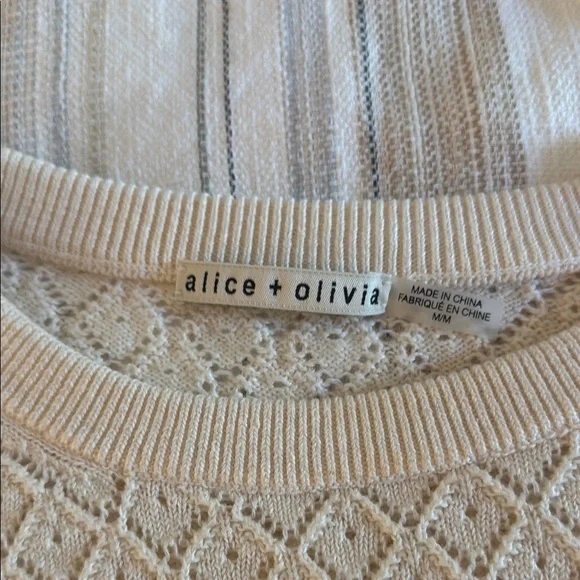 alice + olivia
MADE IN CHINA
FABRIQUÉ EN CHINE
M/M